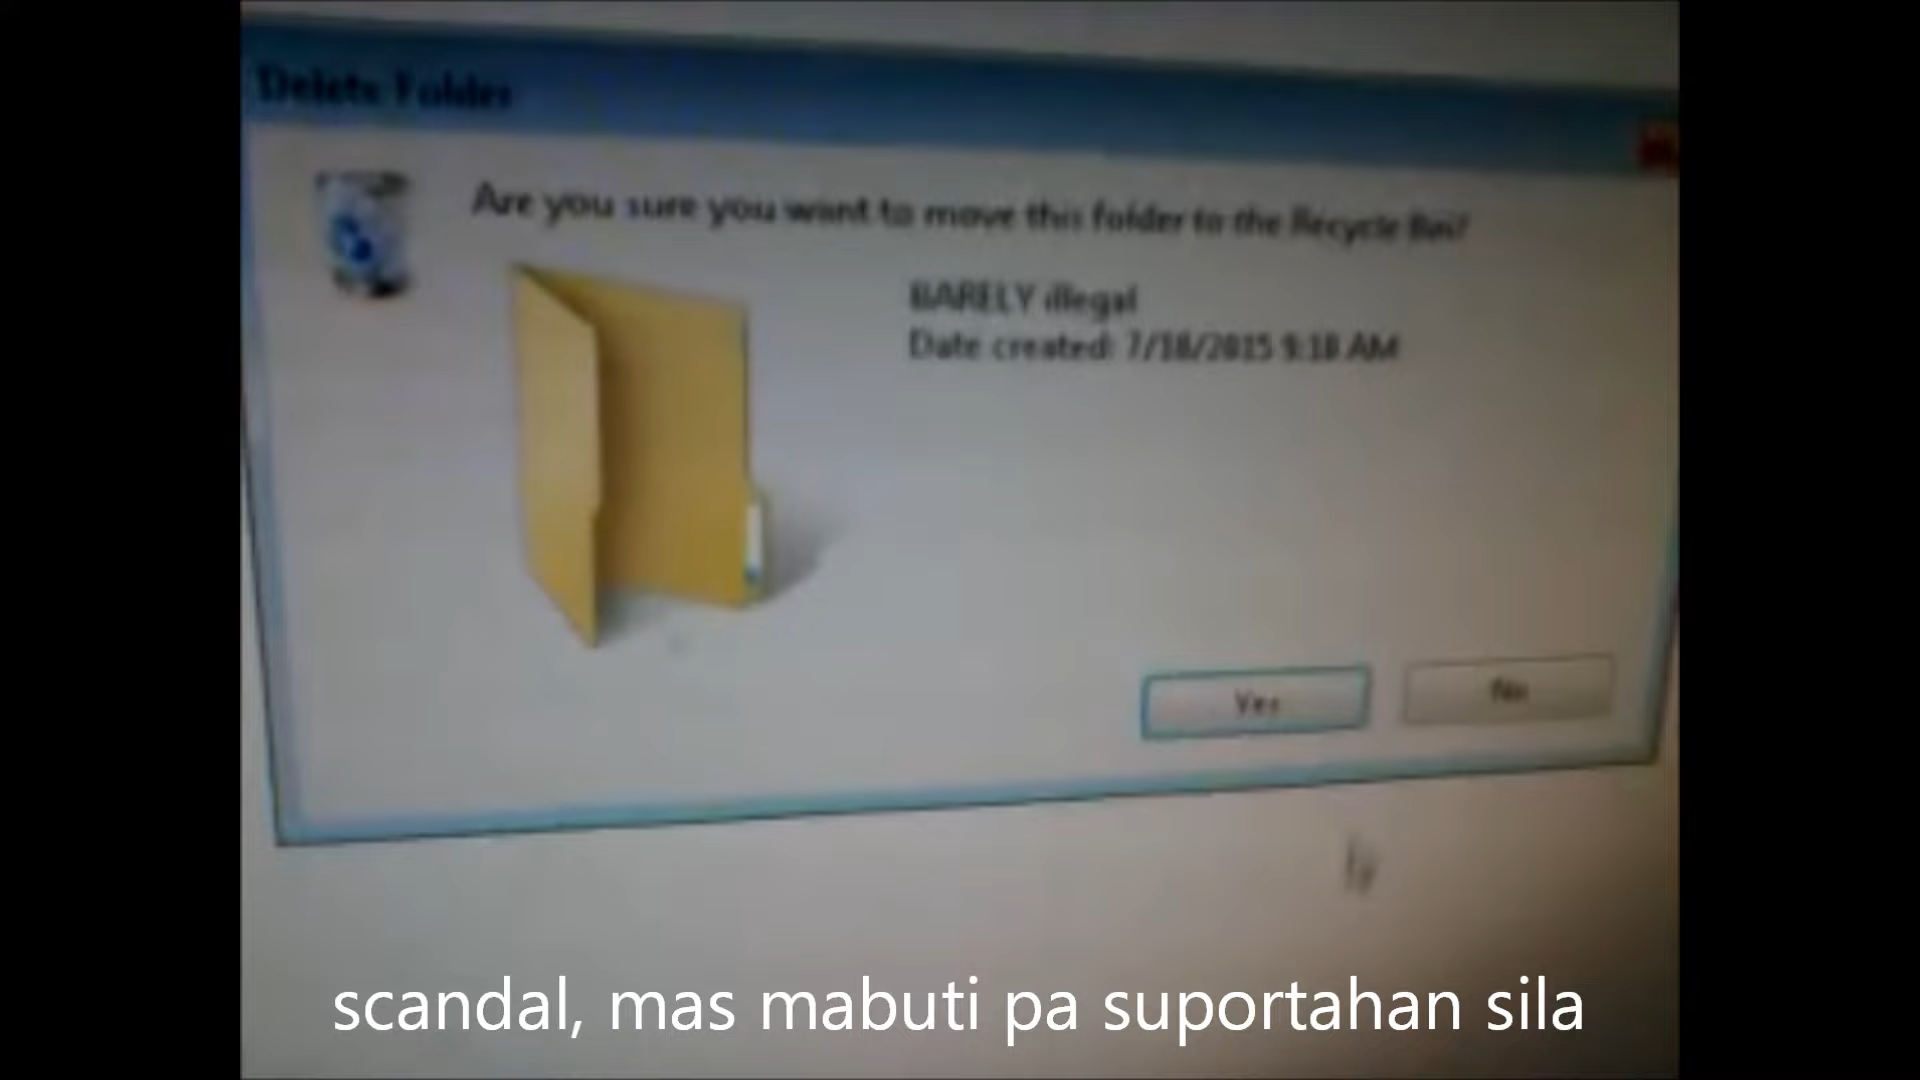 Delete Folder
Are you sure you want to move this folder to the Recycle Bin?
BARELY illegal
Date created: 7/18/2015 9:18 AM
Yes
No
scandal, mas mabuti pa suportahan sila